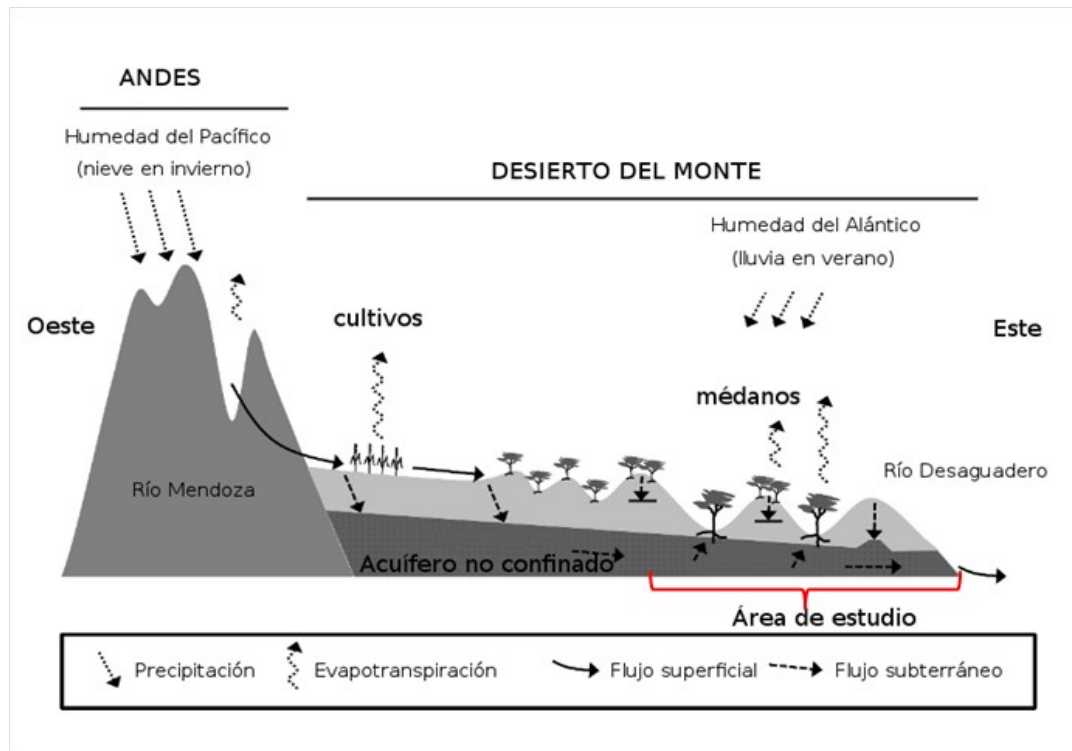 ANDES
Humedad del Pacífico
(nieve en invierno)
DESIERTO DEL MONTE
Humedad del Alántico
(lluvia en verano)
Oeste
cultivos
Este
médanos
Río Mendoza
Río Desaguadero
Acuífero no confinado
Área de estudio
Precipitación
Evapotranspiración
Flujo superficial
Flujo subterráneo